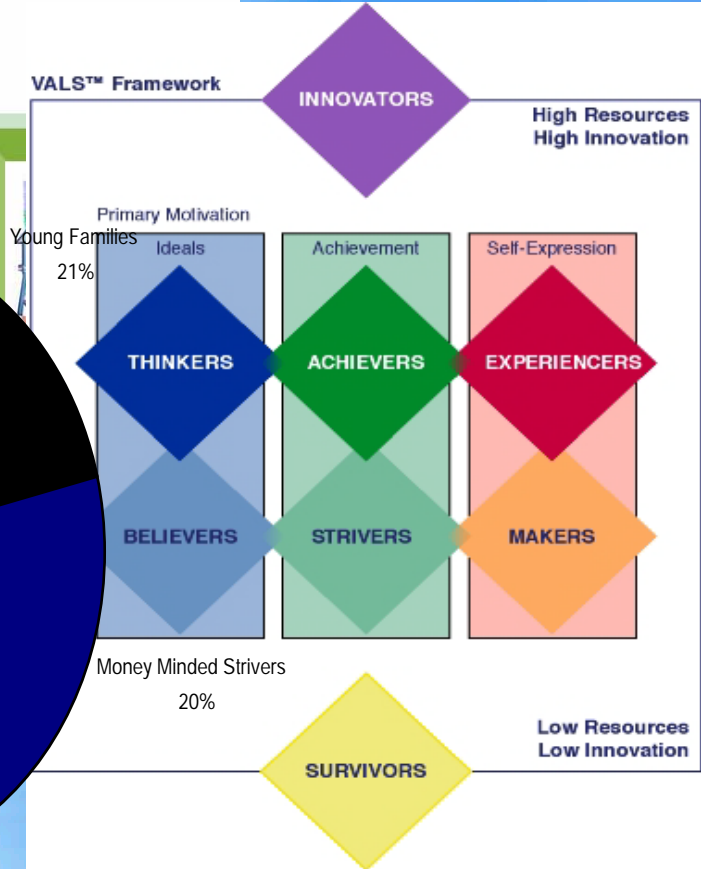 INNOVATORS
VALS™ Framework
High Resources
High Innovation
Primary Motivation
Young Families
21%
Ideals
Achievement
Self-Expression
THINKERS
ACHIEVERS
EXPERIENCERS
BELIEVERS
STRIVERS
MAKERS
Money Minded Strivers
20%
Low Resources
Low Innovation
SURVIVORS